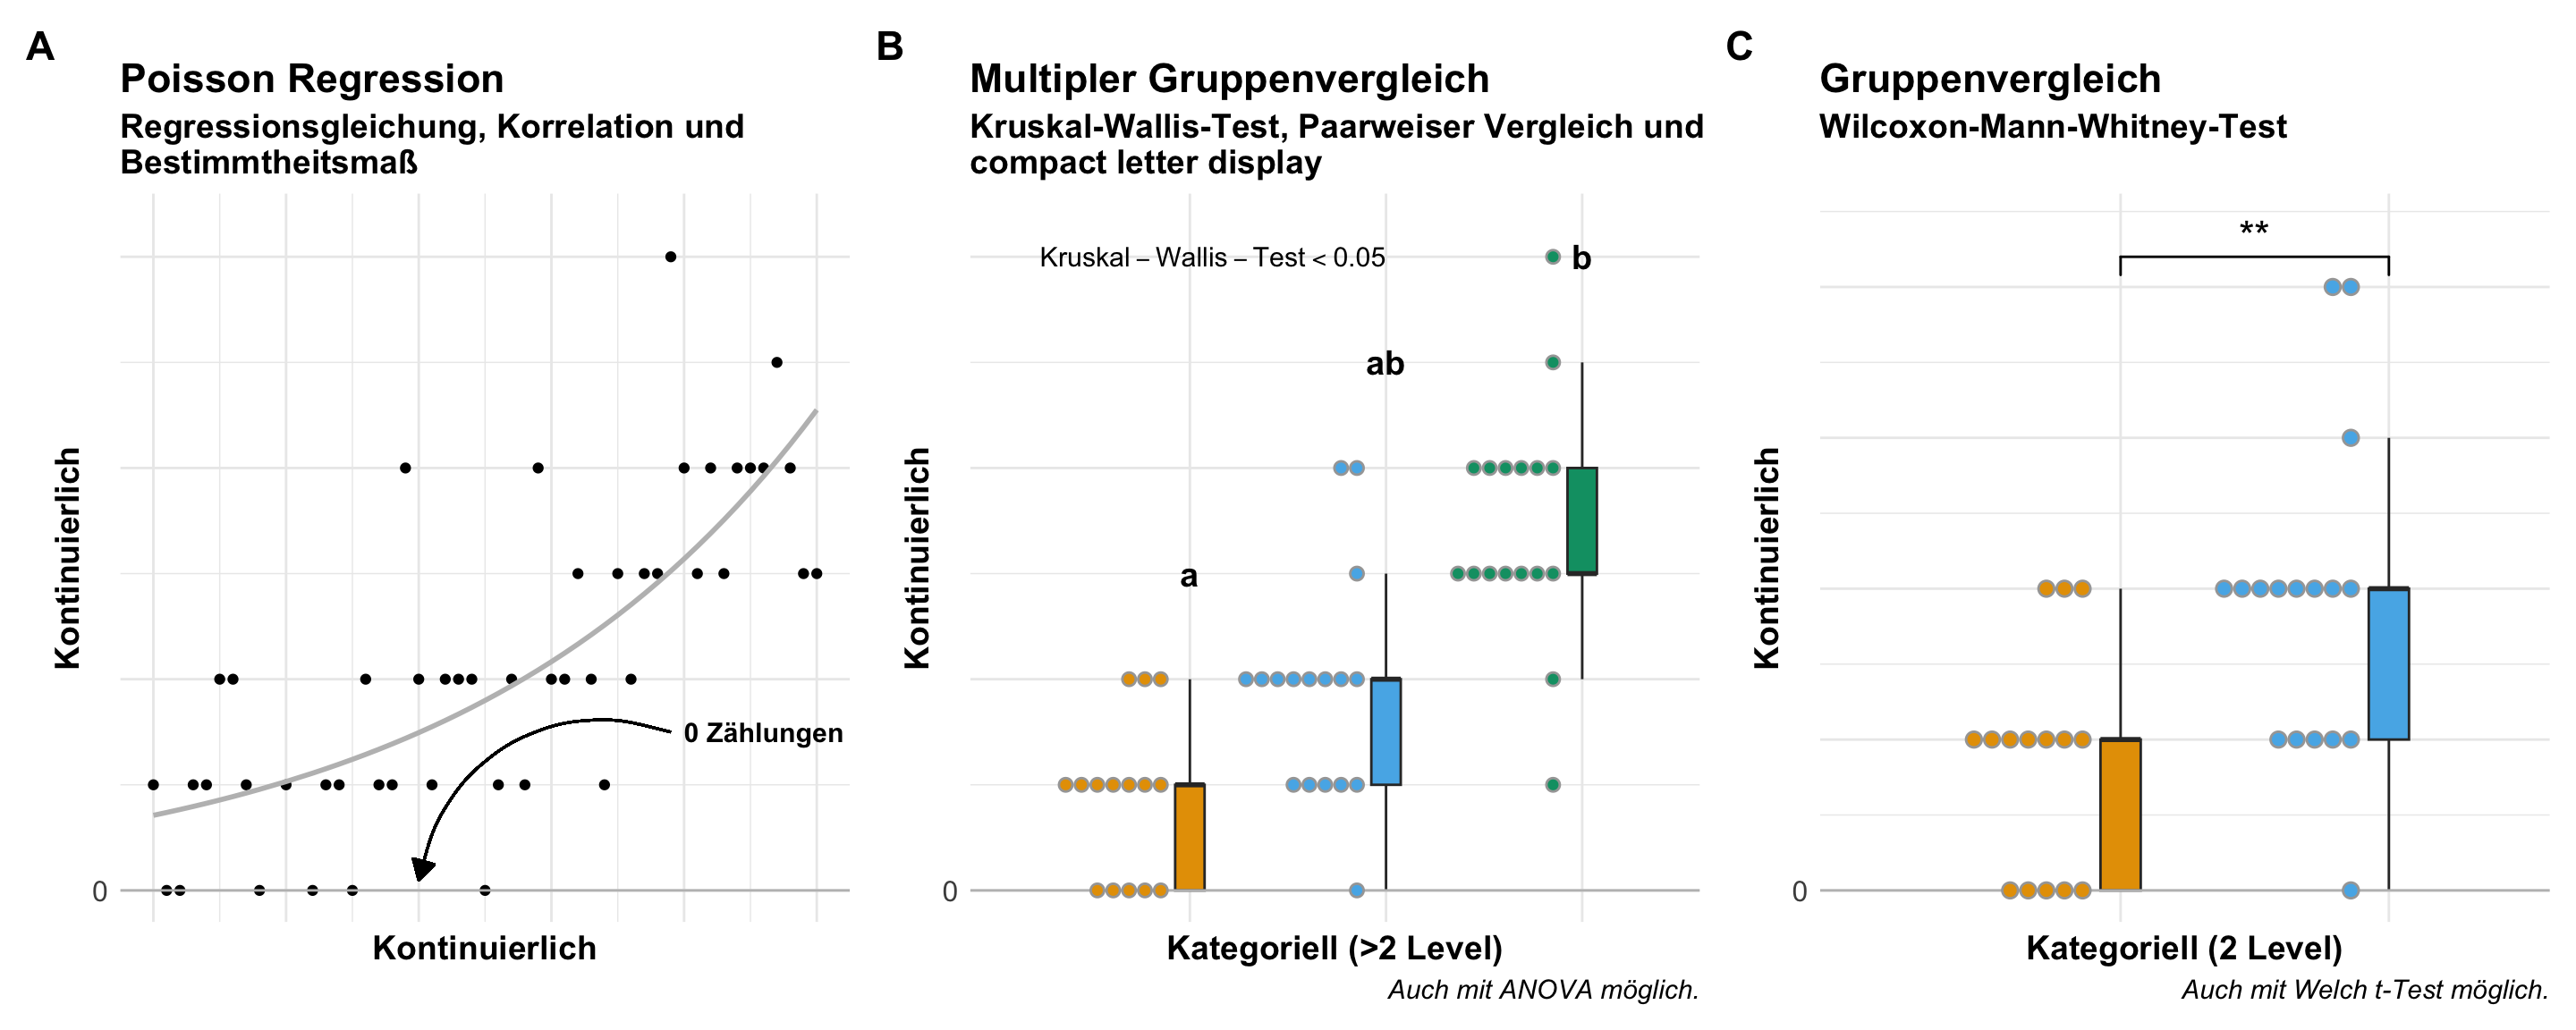 A
Poisson Regression
Regressionsgleichung, Korrelation und
Bestimmtheitsmaß
Kontinuierlich
0 Zählungen
0
Kontinuierlich
B
Multipler Gruppenvergleich
Kruskal-Wallis-Test, Paarweiser Vergleich und
compact letter display
Kruskal – Wallis – Test < 0.05
b
ab
a
Kontinuierlich
0
Kategoriell (>2 Level)
Auch mit ANOVA möglich.
C
Gruppenvergleich
Wilcoxon-Mann-Whitney-Test
**
Kontinuierlich
0
Kategoriell (2 Level)
Auch mit Welch t-Test möglich.